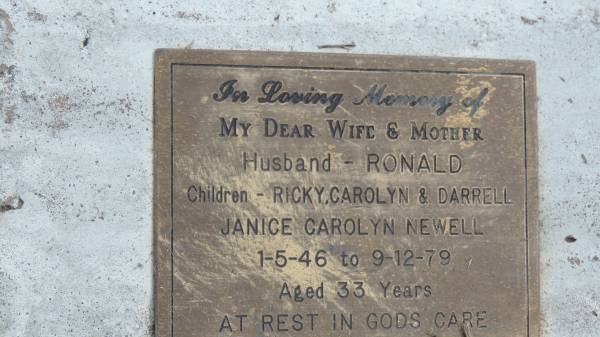 In Loving Memory of
MY DEAR WIFE & MOTHER
Husband - RONALD
Children - RICKY, CAROLYN & DARRELL
JANICE CAROLYN NEWELL
1-5-46 to 9-12-79
Aged 33 Years
AT REST IN GODS CARE